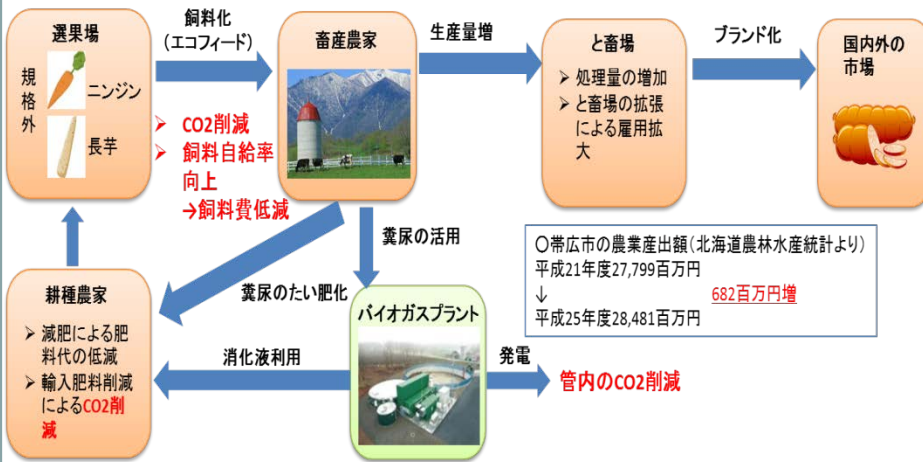 選果場
規格外
ニンジン
長芋
飼料化
(エコフィード)
➢ CO2削減
➢ 飼料自給率
向上
→飼料費低減
畜産農家
生産量増
と畜場
➢ 処理量の増加
➢ と畜場の拡張
による雇用拡
大
ブランド化
国内外の
市場
糞尿の活用
糞尿のたい肥化
〇帯広市の農業産出額(北海道農林水産統計より)
平成21年度27,799百万円
↓
682百万円増
平成25年度28,481百万円
耕種農家
➢ 減肥による肥
料代の低減
➢ 輸入肥料削減
によるCO2削
減
消化液利用
バイオガスプラント
発電
管内のCO2削減